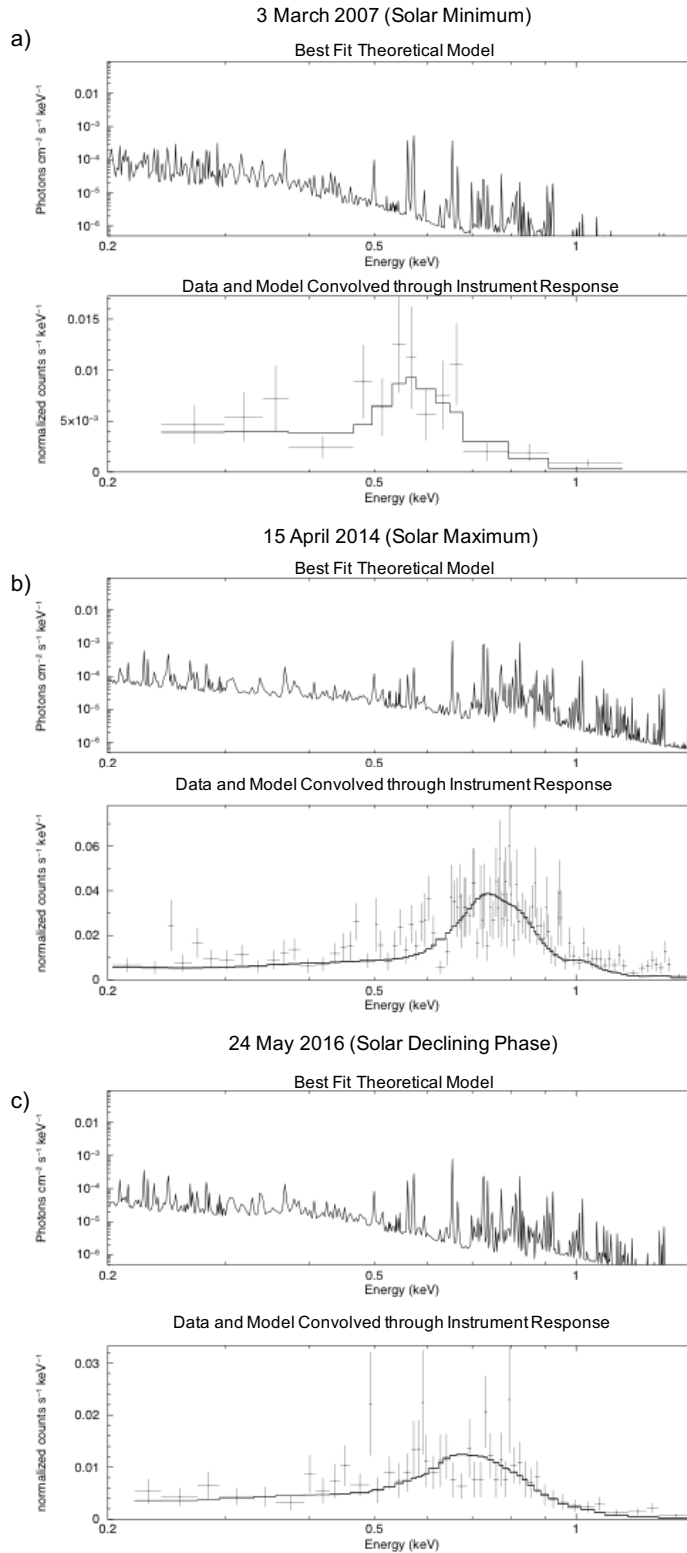 3 March 2007 (Solar Minimum)
a)
Best Fit Theoretical Model
Photons cm⁻² s⁻¹ keV⁻¹
0.01
10⁻³
10⁻⁴
10⁻⁵
10⁻⁶
0.2
0.5
1
Energy (keV)
Data and Model Convolved through Instrument Response
normalized counts s⁻¹ keV⁻¹
0.015
0.01
5×10⁻³
0
0.2
0.5
1
Energy (keV)
15 April 2014 (Solar Maximum)
b)
Best Fit Theoretical Model
Photons cm⁻² s⁻¹ keV⁻¹
0.01
10⁻³
10⁻⁴
10⁻⁵
10⁻⁶
0.2
0.5
1
Energy (keV)
Data and Model Convolved through Instrument Response
normalized counts s⁻¹ keV⁻¹
0.06
0.04
0.02
0
0.2
0.5
1
Energy (keV)
24 May 2016 (Solar Declining Phase)
c)
Best Fit Theoretical Model
Photons cm⁻² s⁻¹ keV⁻¹
0.01
10⁻³
10⁻⁴
10⁻⁵
10⁻⁶
0.2
0.5
1
Energy (keV)
Data and Model Convolved through Instrument Response
normalized counts s⁻¹ keV⁻¹
0.03
0.02
0.01
0
0.2
0.5
1
Energy (keV)